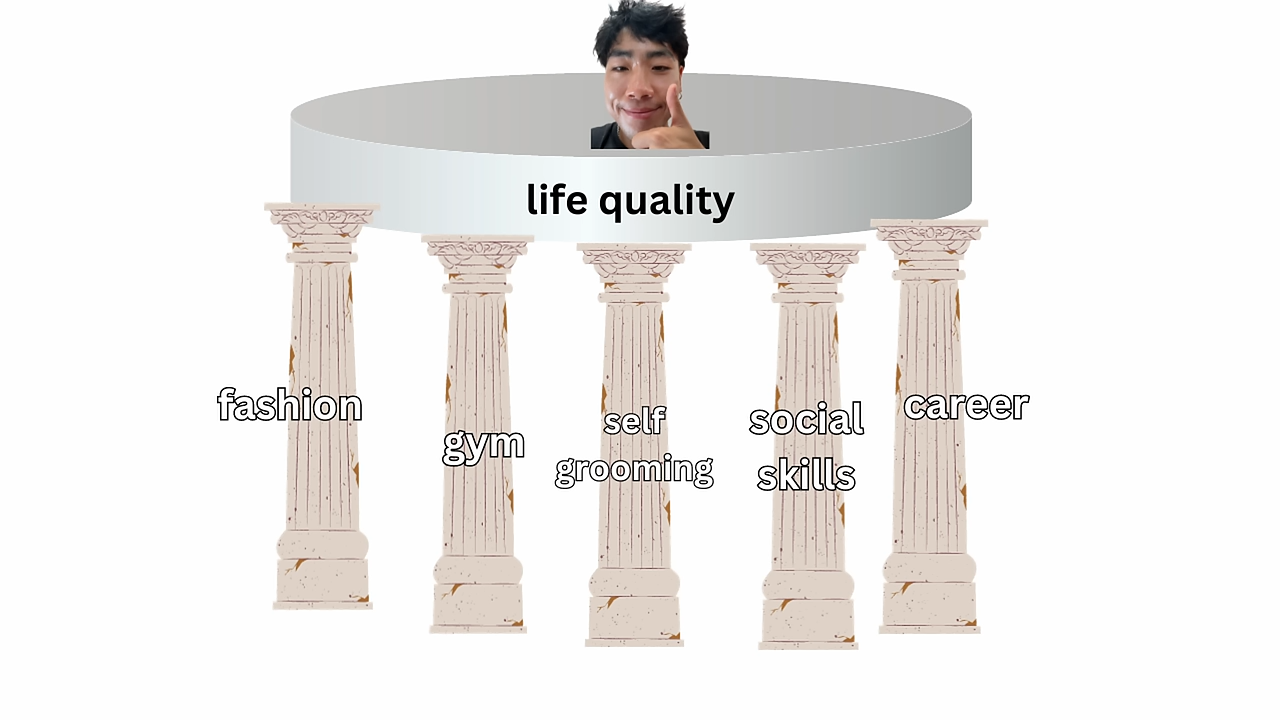 life quality
fashion
gym
self
grooming
social
skills
career